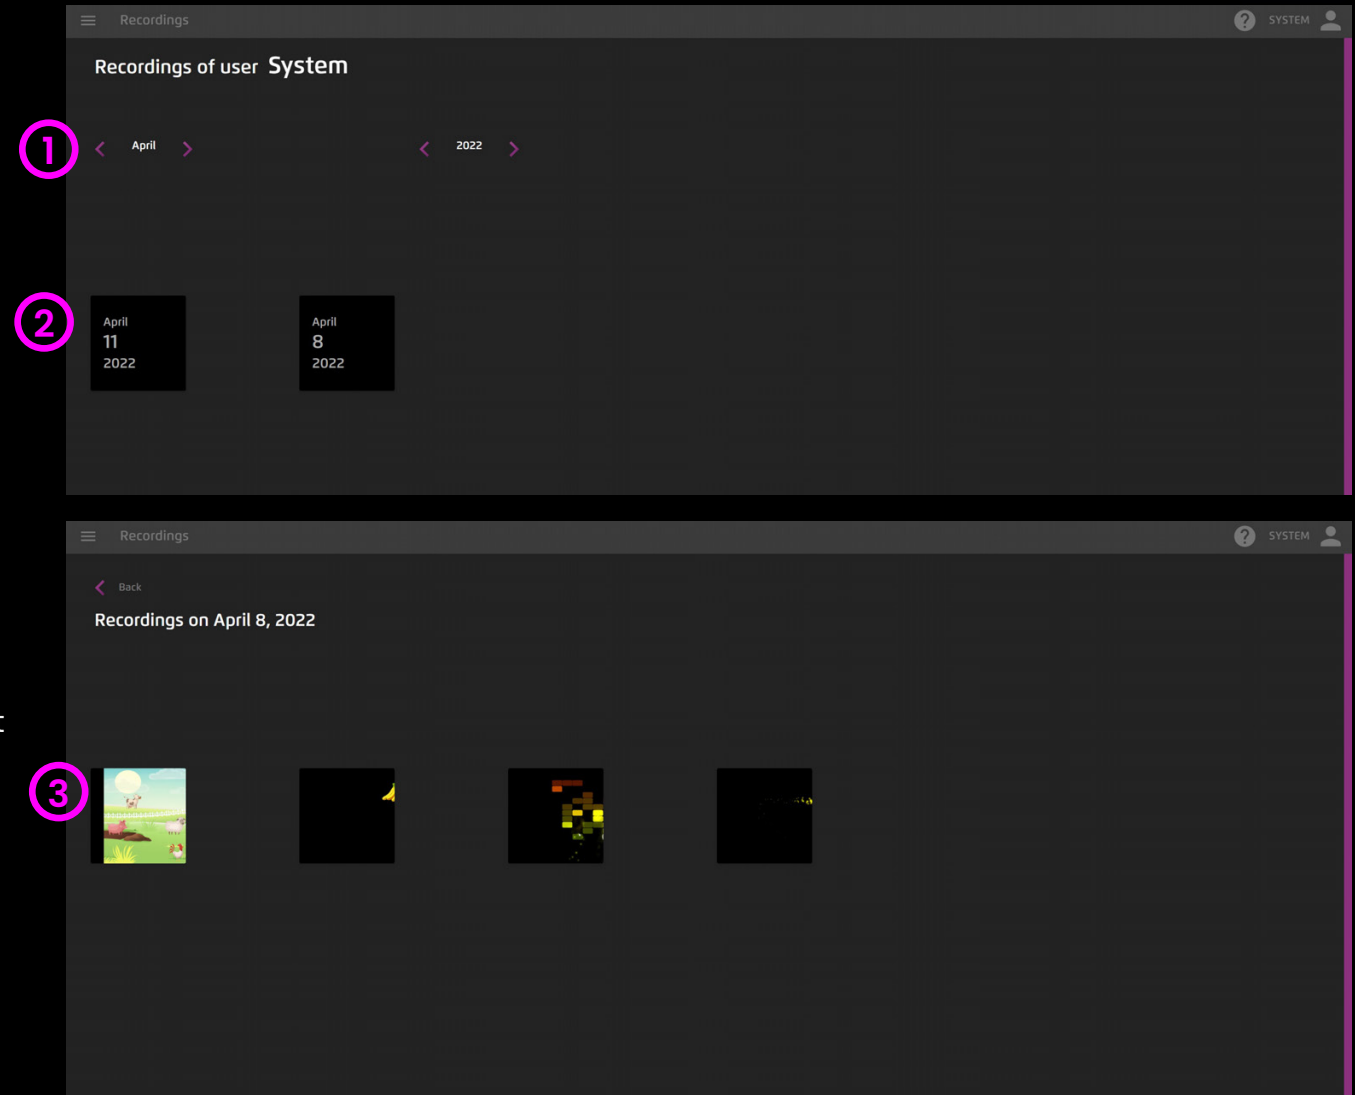 Recordings
? SYSTEM
Recordings of user System
1
April
2022
2
April
11
2022
April
8
2022
Recordings
? SYSTEM
Back
Recordings on April 8, 2022
t
3